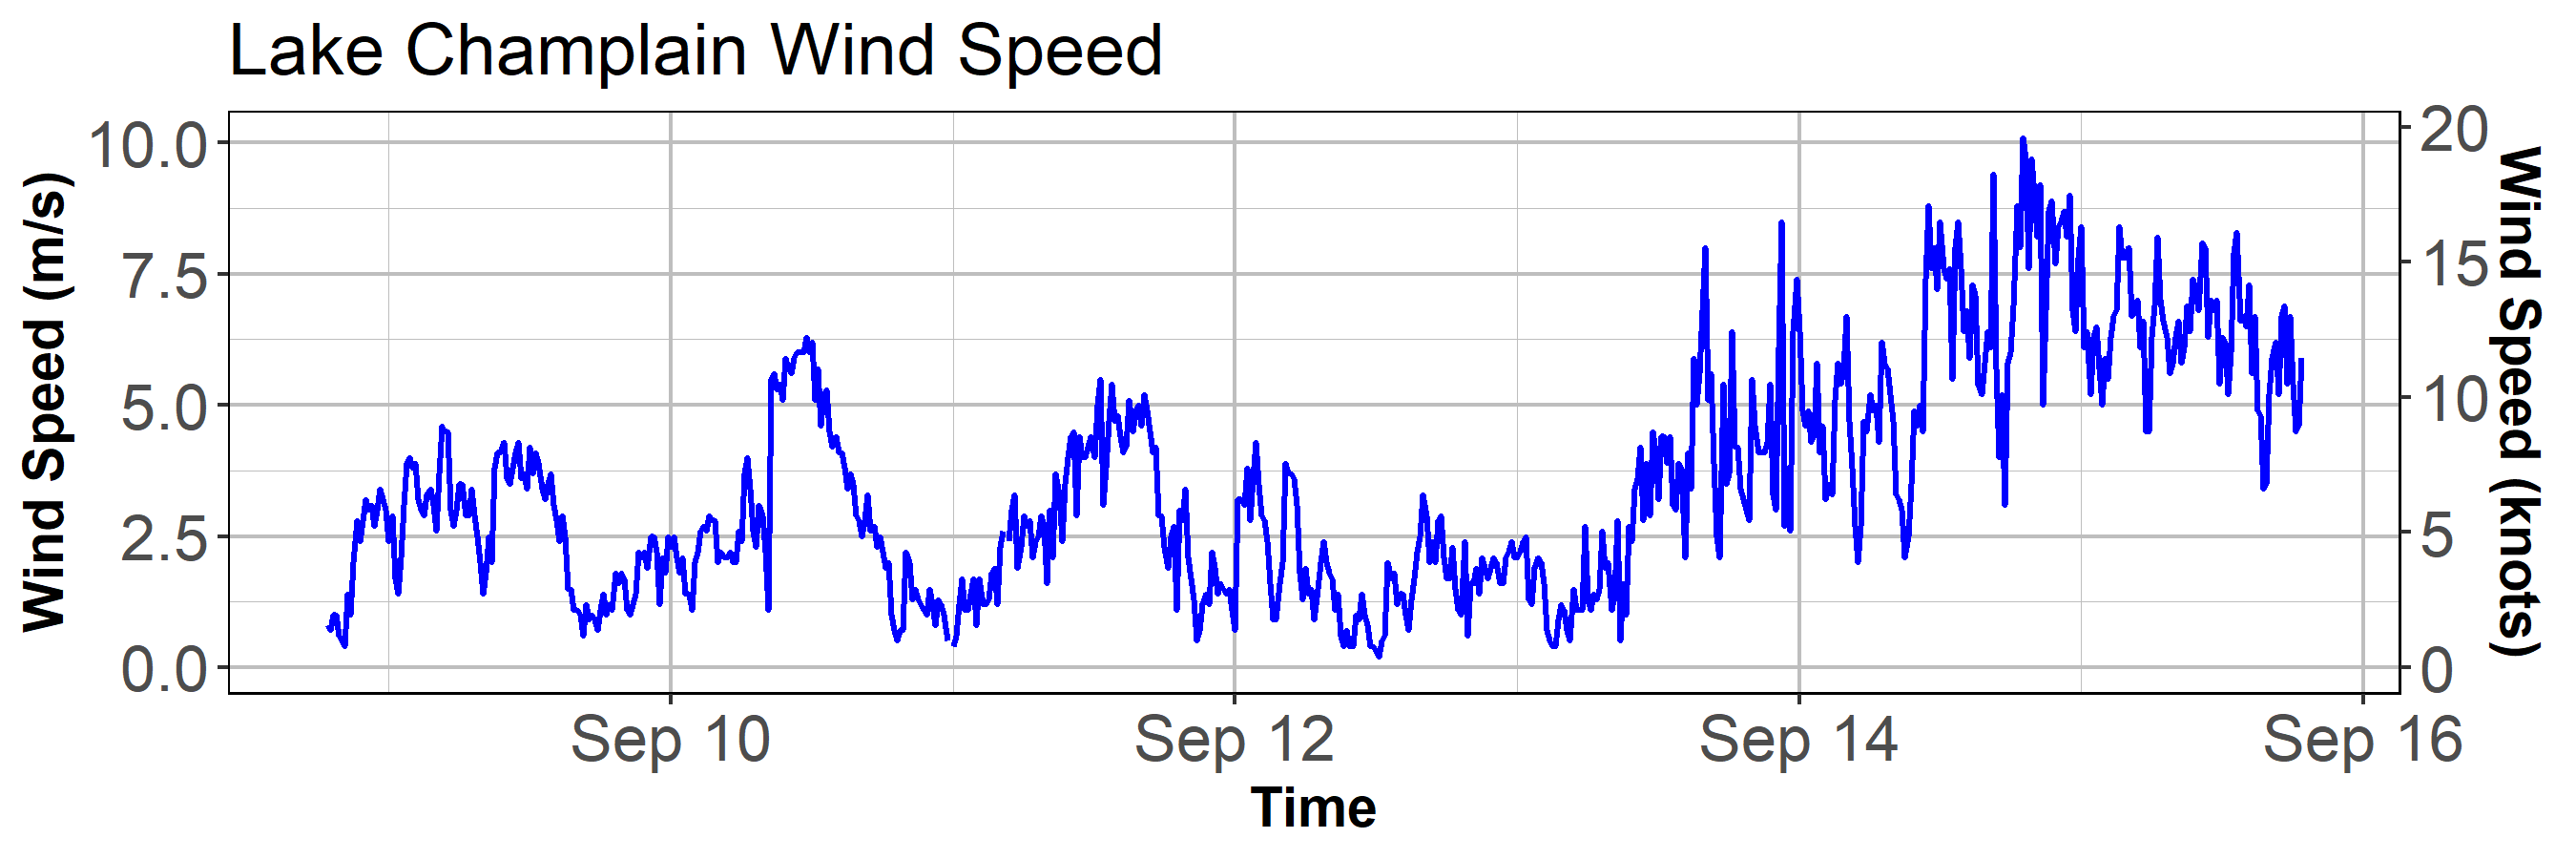 Lake Champlain Wind Speed
Wind Speed (m/s)
10.0
7.5
5.0
2.5
0.0
20
15
10
5
0
Wind Speed (knots)
Sep 10
Sep 12
Sep 14
Sep 16
Time